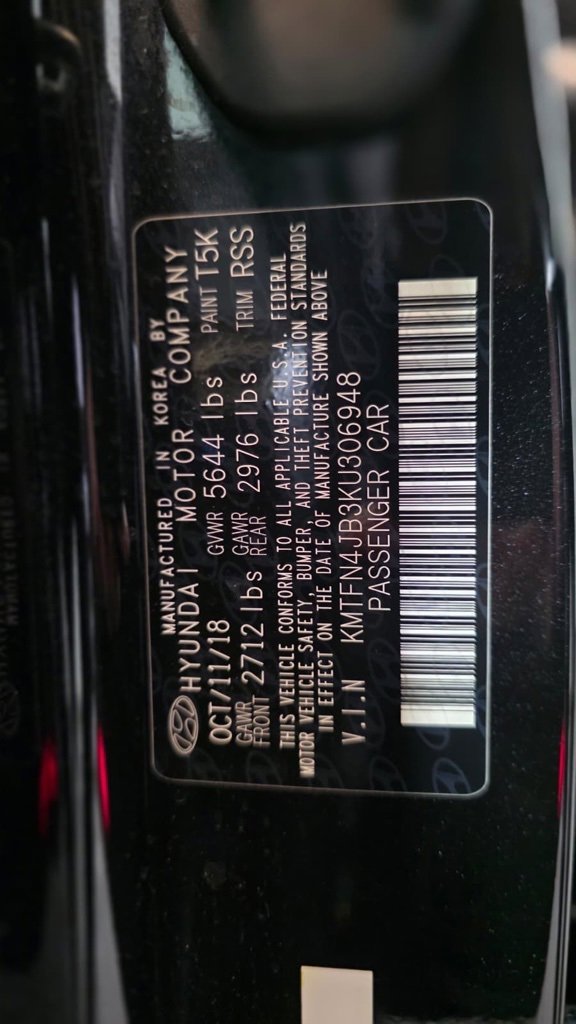 MANUFACTURED IN KOREA BY
HYUNDAI MOTOR COMPANY
OCT/11/18 GVWR 5644 lbs PAINT T5K
GAWR FRONT 2712 lbs GAWR REAR 2976 lbs TRIM RSS
THIS VEHICLE CONFORMS TO ALL APPLICABLE U.S.A. FEDERAL
MOTOR VEHICLE SAFETY, BUMPER, AND THEFT PREVENTION STANDARDS
IN EFFECT ON THE DATE OF MANUFACTURE SHOWN ABOVE
V.I.N KMTFN4JB3KU306948
PASSENGER CAR